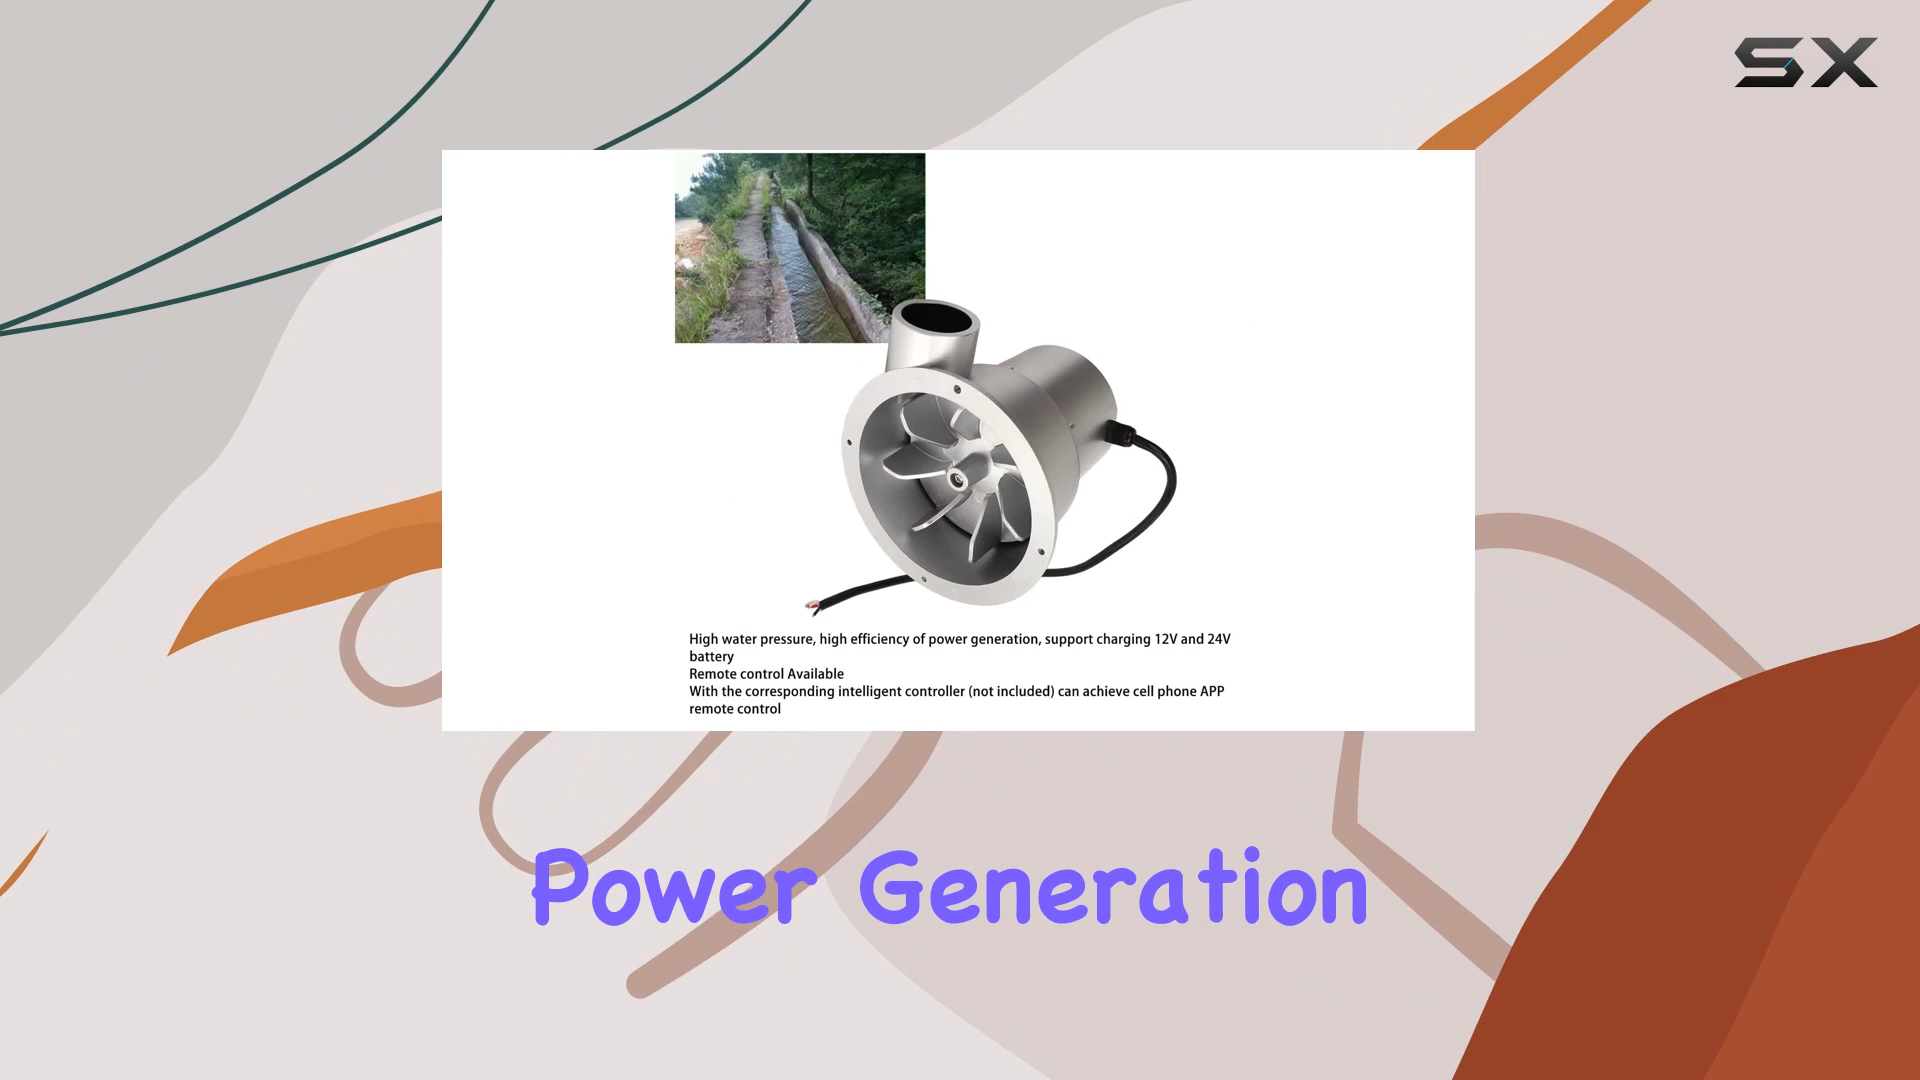 SX
High water pressure, high efficiency of power generation, support charging 12V and 24V
battery
Remote control Available
With the corresponding intelligent controller (not included) can achieve cell phone APP
remote control
Power Generation